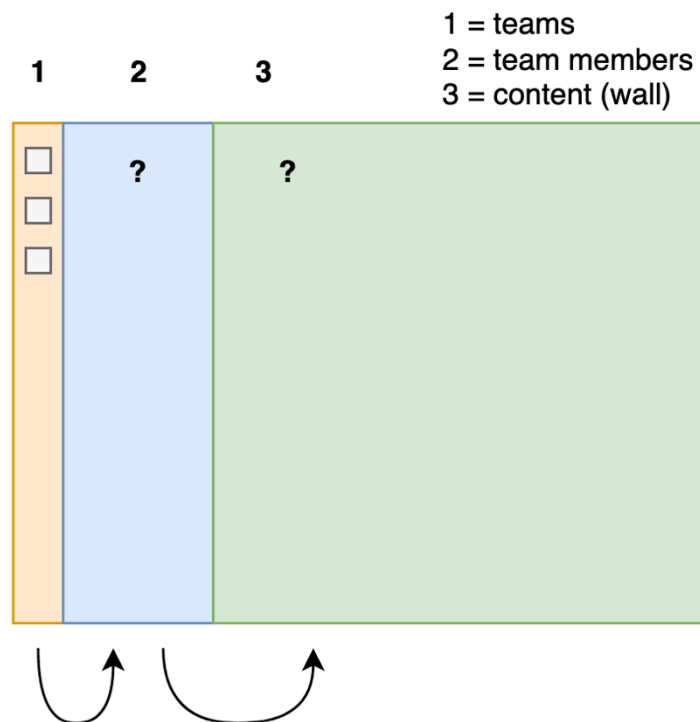 1 = teams
2 = team members
3 = content (wall)
1 2 3
? ?